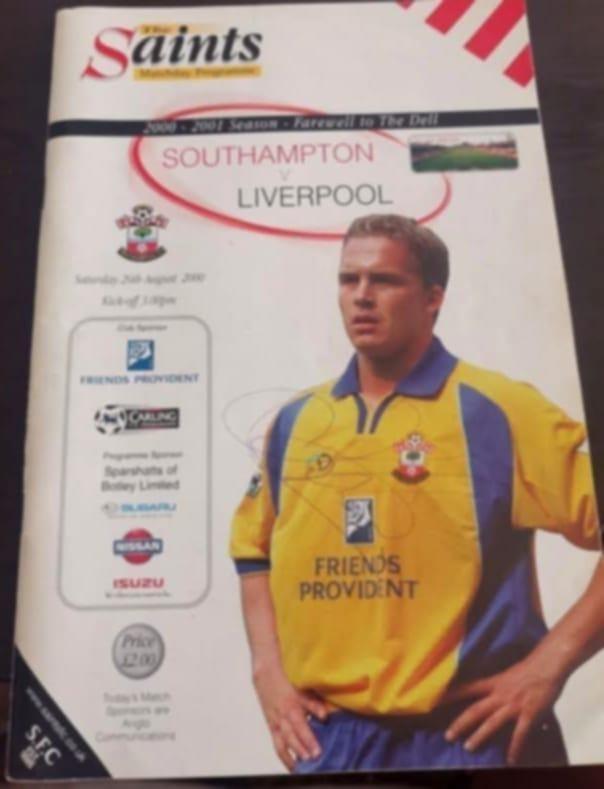 The
Saints
Matchday Programme
2000 - 2001 Season - Farewell to The Dell
SOUTHAMPTON
V
LIVERPOOL
Saturday 26th August 2000
Kick-off 3.00pm
Club Sponsor
FRIENDS PROVIDENT
CARLING
Programme Sponsor
Sparshatts of
Botley Limited
SUBARU
NISSAN
ISUZU
Price
£2.00
Today's Match
Sponsors are
Anglo
Communications
www.saintsfc.co.uk
S.F.C
FRIENDS
PROVIDENT